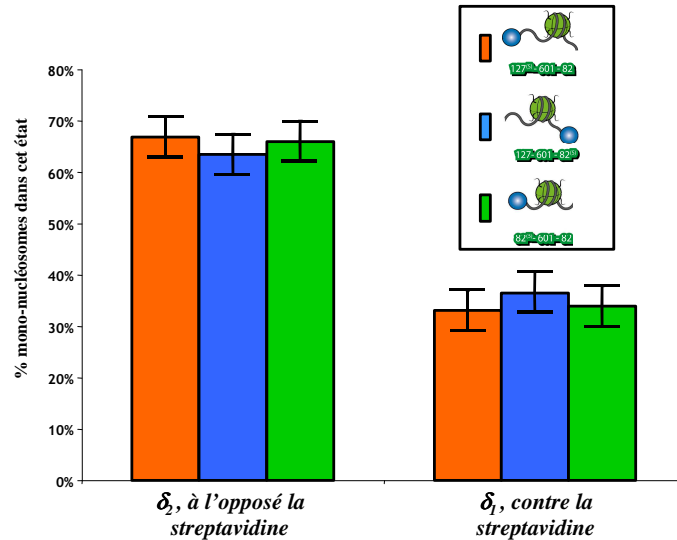 127⁽ˢ⁾-601-82
127-601-82⁽ˢ⁾
82⁽ˢ⁾-601-82
% mono-nucléosomes dans cet état
80%
70%
60%
50%
40%
30%
20%
10%
0%
δ₂, à l'opposé la
streptavidine
δ₁, contre la
streptavidine